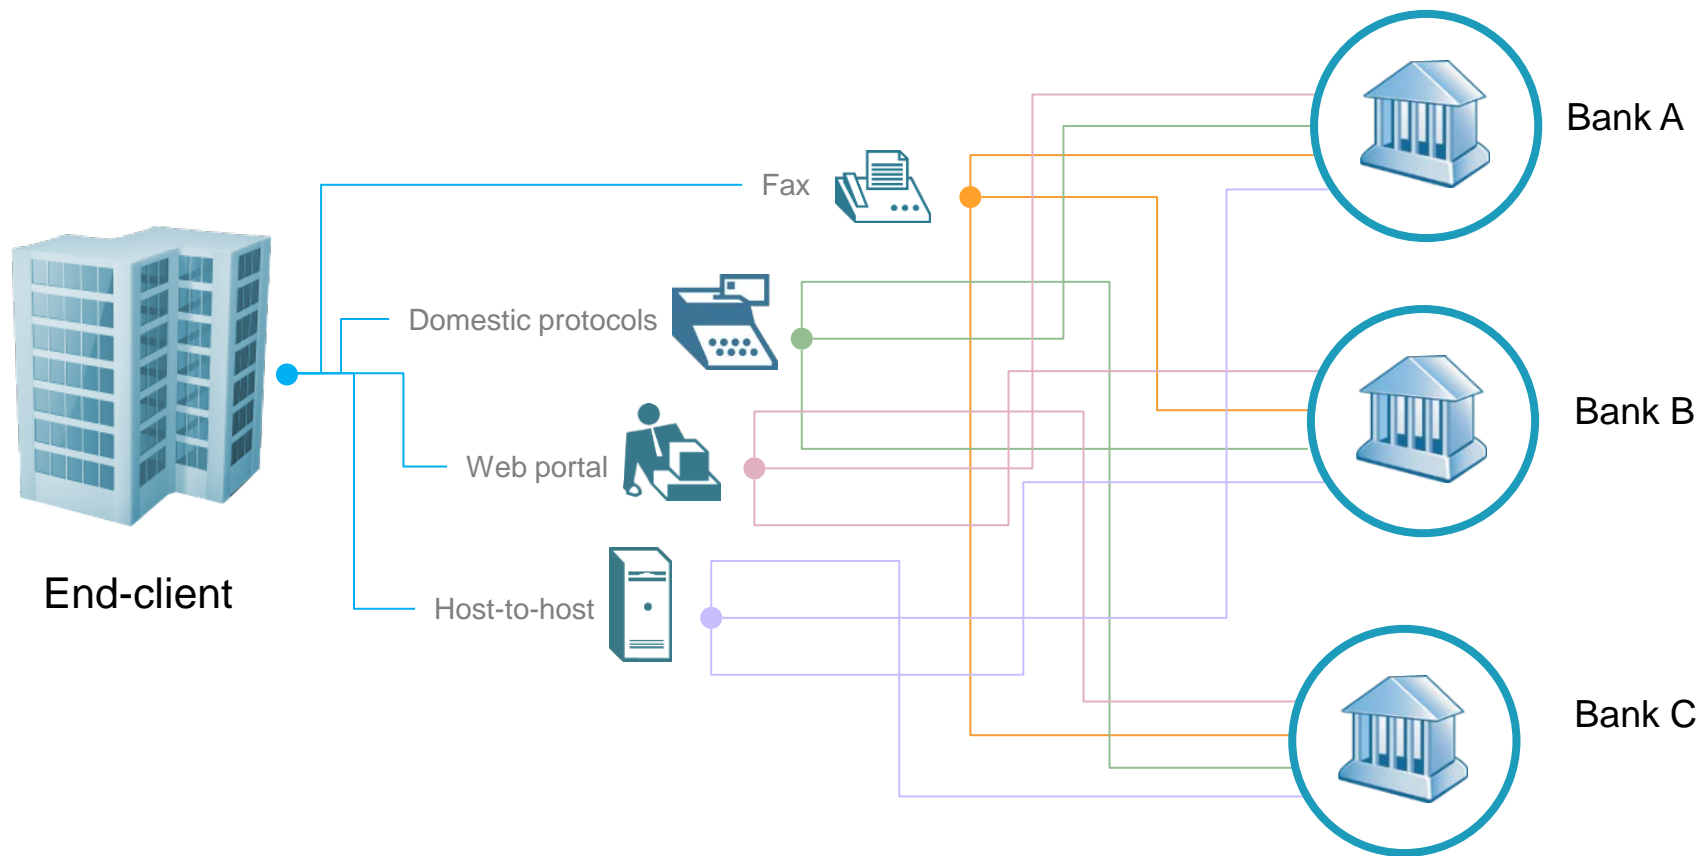 Bank A
Fax
Domestic protocols
Bank B
Web portal
End-client
Host-to-host
Bank C